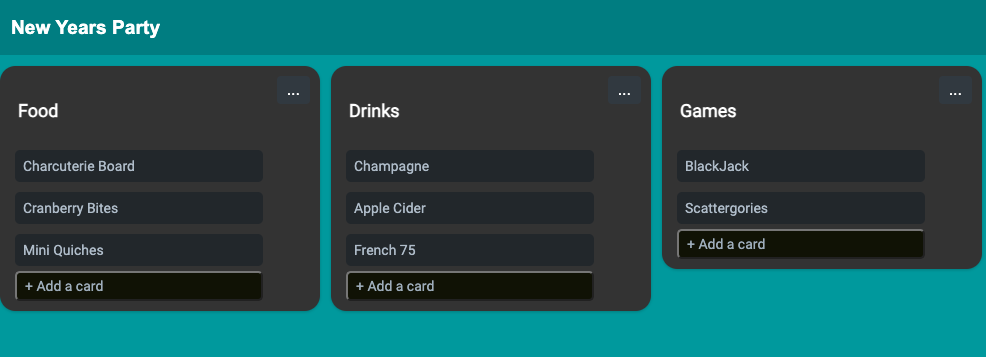 New Years Party
...
Food
Charcuterie Board
Cranberry Bites
Mini Quiches
+ Add a card
...
Drinks
Champagne
Apple Cider
French 75
+ Add a card
...
Games
BlackJack
Scattergories
+ Add a card